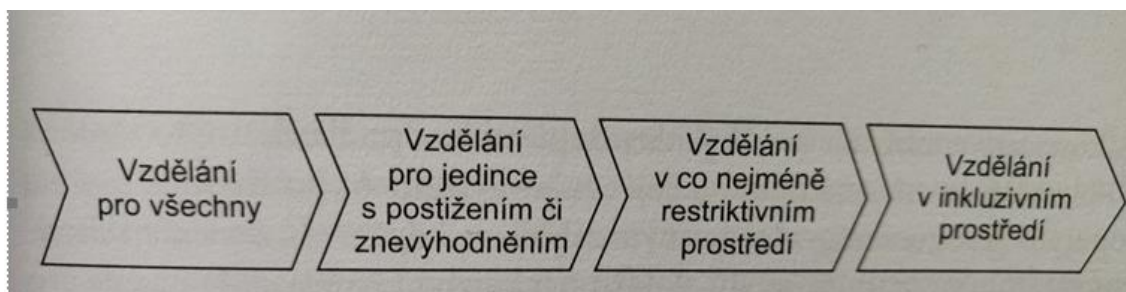 Vzdělání
pro všechny
Vzdělání
pro jedince
s postižením či
znevýhodněním
Vzdělání
v co nejméně
restriktivním
prostředí
Vzdělání
v inkluzivním
prostředí